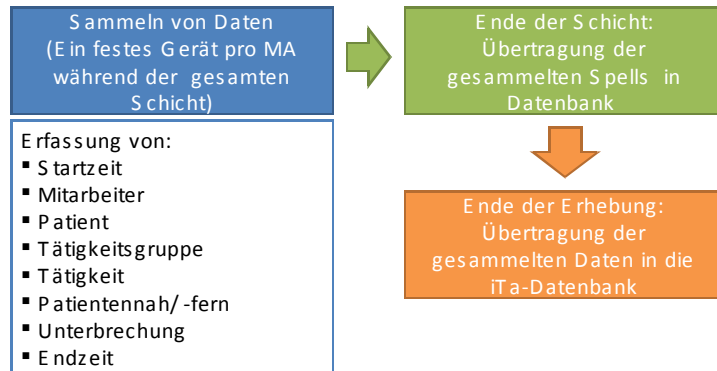 Sammeln von Daten
(Ein festes Gerät pro MA
während der gesamten
Schicht)
Erfassung von:
▪ Startzeit
▪ Mitarbeiter
▪ Patient
▪ Tätigkeitsgruppe
▪ Tätigkeit
▪ Patientennah/-fern
▪ Unterbrechung
▪ Endzeit
Ende der Schicht:
Übertragung der
gesammelten Spells in
Datenbank
Ende der Erhebung:
Übertragung der
gesammelten Daten in die
iTa-Datenbank